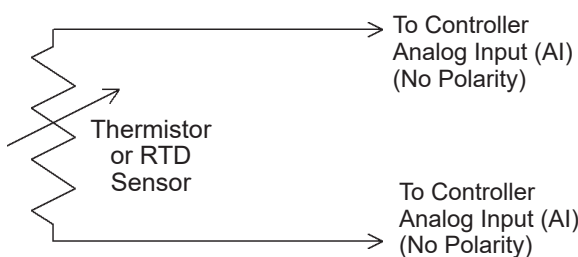 To Controller
Analog Input (AI)
(No Polarity)
Thermistor
or RTD
Sensor
To Controller
Analog Input (AI)
(No Polarity)